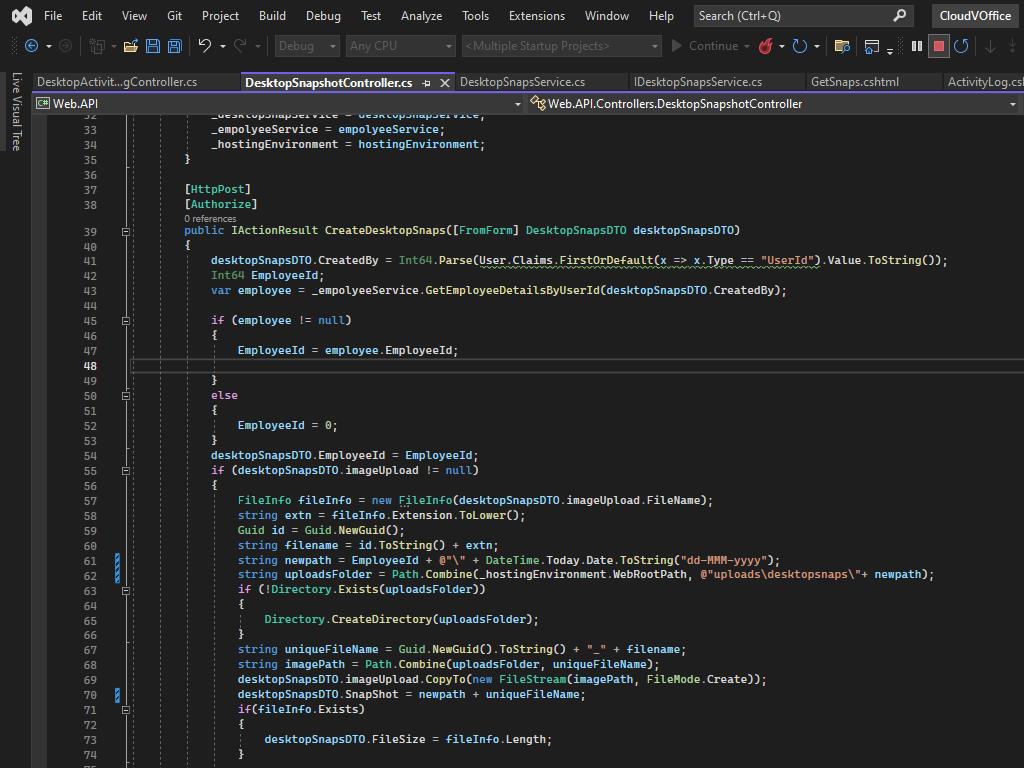 File Edit View Git Project Build Debug Test Analyze Tools Extensions Window Help Search (Ctrl+Q) CloudVOffice
Debug Any CPU <Multiple Startup Projects> Continue
DesktopActivit...gController.cs DesktopSnapshotController.cs DesktopSnapsService.cs IDesktopSnapsService.cs GetSnaps.cshtml ActivityLog.csl
Live Visual Tree
C# Web.API Web.API.Controllers.DesktopSnapshotController
32 _desktopSnapService = desktopSnapService;
33 _empolyeeService = empolyeeService;
34 _hostingEnvironment = hostingEnvironment;
35 }
36
37 [HttpPost]
38 [Authorize]
0 references
39 public IActionResult CreateDesktopSnaps([FromForm] DesktopSnapsDTO desktopSnapsDTO)
40 {
41 desktopSnapsDTO.CreatedBy = Int64.Parse(User.Claims.FirstOrDefault(x => x.Type == "UserId").Value.ToString());
42 Int64 EmployeeId;
43 var employee = _empolyeeService.GetEmployeeDetailsByUserId(desktopSnapsDTO.CreatedBy);
44
45 if (employee != null)
46 {
47 EmployeeId = employee.EmployeeId;
48
49 }
50 else
51 {
52 EmployeeId = 0;
53 }
54 desktopSnapsDTO.EmployeeId = EmployeeId;
55 if (desktopSnapsDTO.imageUpload != null)
56 {
57 FileInfo fileInfo = new FileInfo(desktopSnapsDTO.imageUpload.FileName);
58 string extn = fileInfo.Extension.ToLower();
59 Guid id = Guid.NewGuid();
60 string filename = id.ToString() + extn;
61 string newpath = EmployeeId + @"\" + DateTime.Today.Date.ToString("dd-MMM-yyyy");
62 string uploadsFolder = Path.Combine(_hostingEnvironment.WebRootPath, @"uploads\desktopsnaps\"+ newpath);
63 if (!Directory.Exists(uploadsFolder))
64 {
65 Directory.CreateDirectory(uploadsFolder);
66 }
67 string uniqueFileName = Guid.NewGuid().ToString() + "_" + filename;
68 string imagePath = Path.Combine(uploadsFolder, uniqueFileName);
69 desktopSnapsDTO.imageUpload.CopyTo(new FileStream(imagePath, FileMode.Create));
70 desktopSnapsDTO.SnapShot = newpath + uniqueFileName;
71 if(fileInfo.Exists)
72 {
73 desktopSnapsDTO.FileSize = fileInfo.Length;
74 }